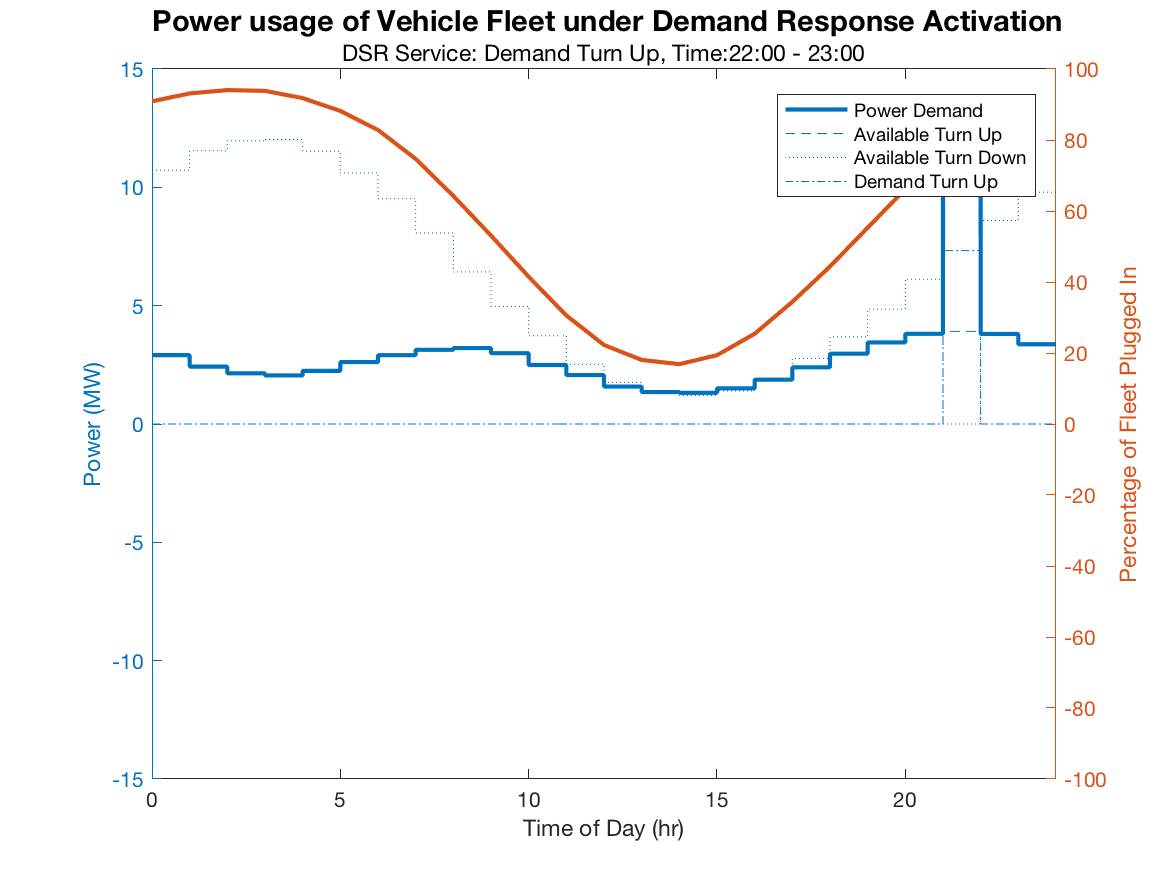 Power usage of Vehicle Fleet under Demand Response Activation
DSR Service: Demand Turn Up, Time:22:00 - 23:00
15
10
5
0
-5
-10
-15
Power (MW)
100
80
60
40
20
0
-20
-40
-60
-80
-100
Percentage of Fleet Plugged In
Power Demand
Available Turn Up
Available Turn Down
Demand Turn Up
0
5
10
15
20
Time of Day (hr)